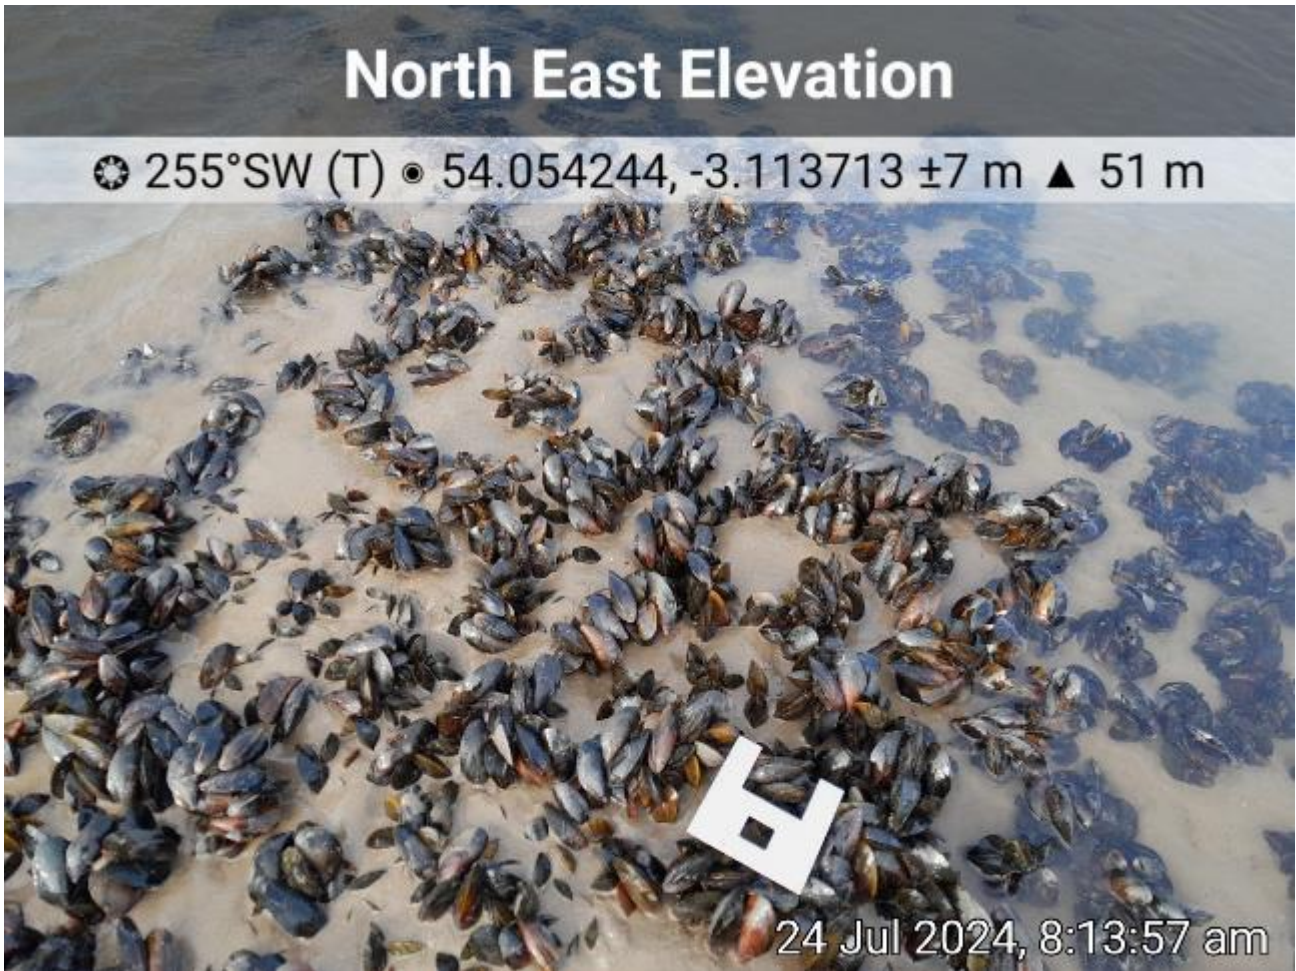 North East Elevation
255°SW (T) ◉ 54.054244, -3.113713 ±7 m ▲ 51 m
24 Jul 2024, 8:13:57 am